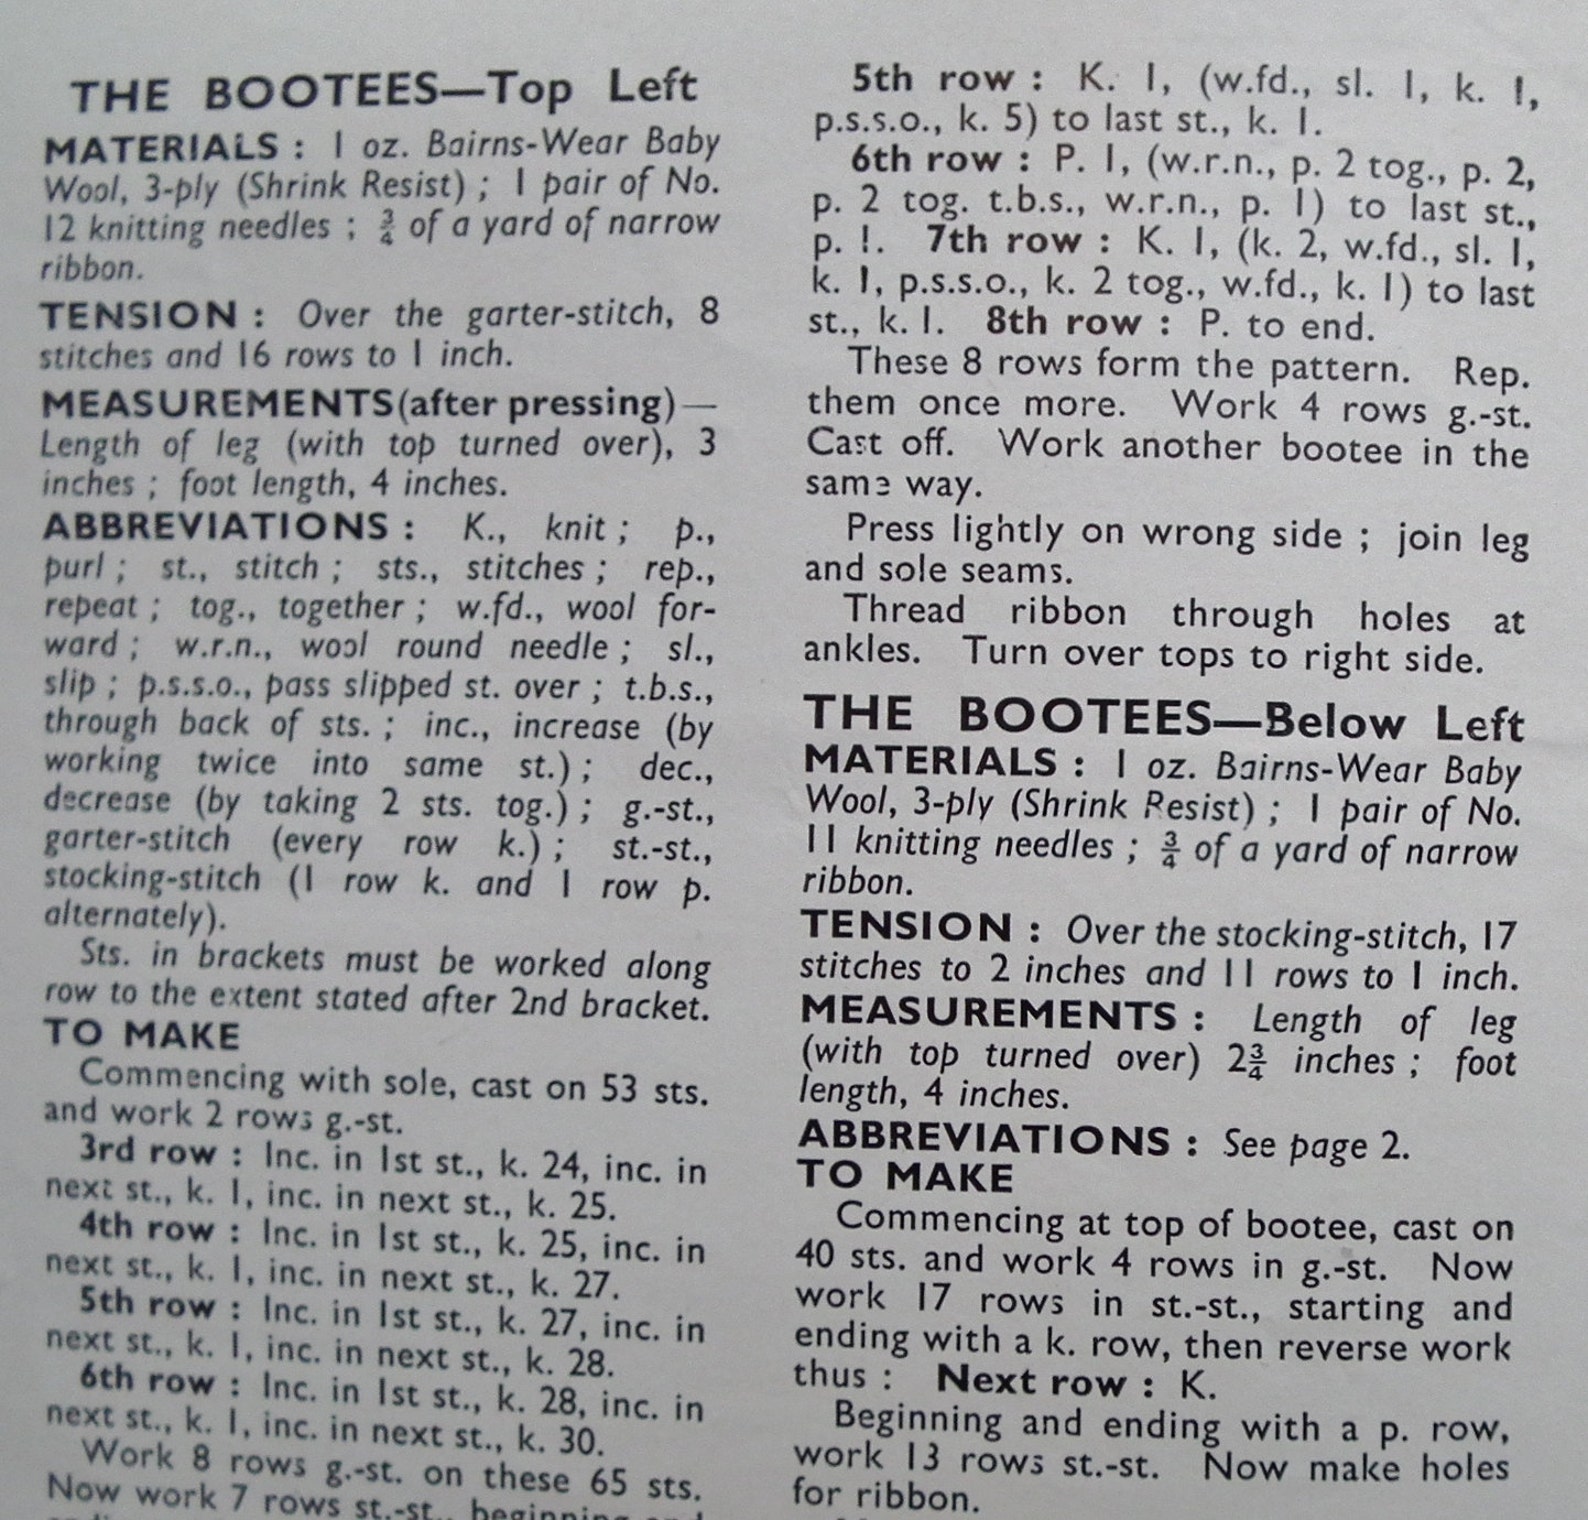 THE BOOTEES—Top Left
MATERIALS : 1 oz. Bairns-Wear Baby
Wool, 3-ply (Shrink Resist) ; 1 pair of No.
12 knitting needles ; ¾ of a yard of narrow
ribbon.
TENSION : Over the garter-stitch, 8
stitches and 16 rows to 1 inch.
MEASUREMENTS (after pressing)—
Length of leg (with top turned over), 3
inches ; foot length, 4 inches.
ABBREVIATIONS : K., knit ; p.,
purl ; st., stitch ; sts., stitches ; rep.,
repeat ; tog., together ; w.fd., wool for-
ward ; w.r.n., wool round needle ; sl.,
slip ; p.s.s.o., pass slipped st. over ; t.b.s.,
through back of sts. ; inc., increase (by
working twice into same st.) ; dec.,
decrease (by taking 2 sts. tog.) ; g.-st.,
garter-stitch (every row k.) ; st.-st.,
stocking-stitch (1 row k. and 1 row p.
alternately).
Sts. in brackets must be worked along
row to the extent stated after 2nd bracket.
TO MAKE
Commencing with sole, cast on 53 sts.
and work 2 rows g.-st.
3rd row : Inc. in 1st st., k. 24, inc. in
next st., k. 1, inc. in next st., k. 25.
4th row : Inc. in 1st st., k. 25, inc. in
next st., k. 1, inc. in next st., k. 27.
5th row : Inc. in 1st st., k. 27, inc. in
next st., k. 1, inc. in next st., k. 28.
6th row : Inc. in 1st st., k. 28, inc. in
next st., k. 1, inc. in next st., k. 30.
Work 8 rows g.-st. on these 65 sts.
Now work 7 rows st.-st., beginning and
5th row : K. 1, (w.fd., sl. 1, k. 1,
p.s.s.o., k. 5) to last st., k. 1.
6th row : P. 1, (w.r.n., p. 2 tog., p. 2,
p. 2 tog. t.b.s., w.r.n., p. 1) to last st.,
p. 1. 7th row : K. 1, (k. 2, w.fd., sl. 1,
k. 1, p.s.s.o., k. 2 tog., w.fd., k. 1) to last
st., k. 1. 8th row : P. to end.
These 8 rows form the pattern. Rep.
them once more. Work 4 rows g.-st.
Cast off. Work another bootee in the
same way.
Press lightly on wrong side ; join leg
and sole seams.
Thread ribbon through holes at
ankles. Turn over tops to right side.
THE BOOTEES—Below Left
MATERIALS : 1 oz. Bairns-Wear Baby
Wool, 3-ply (Shrink Resist) ; 1 pair of No.
11 knitting needles ; ¾ of a yard of narrow
ribbon.
TENSION : Over the stocking-stitch, 17
stitches to 2 inches and 11 rows to 1 inch.
MEASUREMENTS : Length of leg
(with top turned over) 2¾ inches ; foot
length, 4 inches.
ABBREVIATIONS : See page 2.
TO MAKE
Commencing at top of bootee, cast on
40 sts. and work 4 rows in g.-st. Now
work 17 rows in st.-st., starting and
ending with a k. row, then reverse work
thus : Next row : K.
Beginning and ending with a p. row,
work 13 rows st.-st. Now make holes
for ribbon.